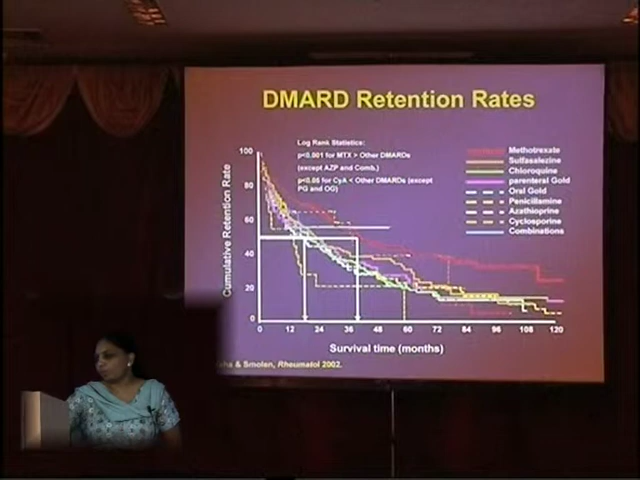 DMARD Retention Rates
Log Rank Statistics:
p<0.001 for MTX > Other DMARDs
(except AZP and Comb.)
p<0.05 for CyA < Other DMARDs (except
PG and OG)
Methotrexate
Sulfasalezine
Chloroquine
parenteral Gold
Oral Gold
Penicillamine
Azathioprine
Cyclosporine
Combinations
Cumulative Retention Rate
100
80
60
40
20
0
0 12 24 36 48 60 72 84 96 108 120
Survival time (months)
& Smolen, Rheumatol 2002.